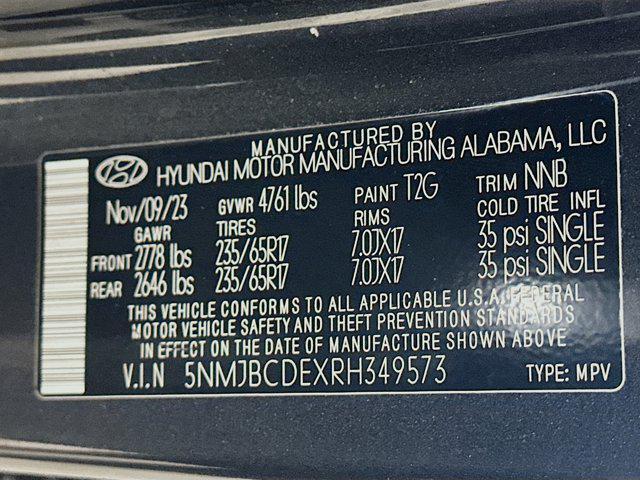 MANUFACTURED BY
HYUNDAI MOTOR MANUFACTURING ALABAMA, LLC
Nov/09/23 GVWR 4761 lbs PAINT T2G TRIM NNB
GAWR TIRES RIMS COLD TIRE INFL
FRONT 2778 lbs 235/65R17 7.0JX17 35 psi SINGLE
REAR 2646 lbs 235/65R17 7.0JX17 35 psi SINGLE
THIS VEHICLE CONFORMS TO ALL APPLICABLE U.S.A. FEDERAL
MOTOR VEHICLE SAFETY AND THEFT PREVENTION STANDARDS
IN EFFECT ON THE DATE OF MANUFACTURE SHOWN ABOVE
V.I.N 5NMJBCDEXRH349573 TYPE: MPV